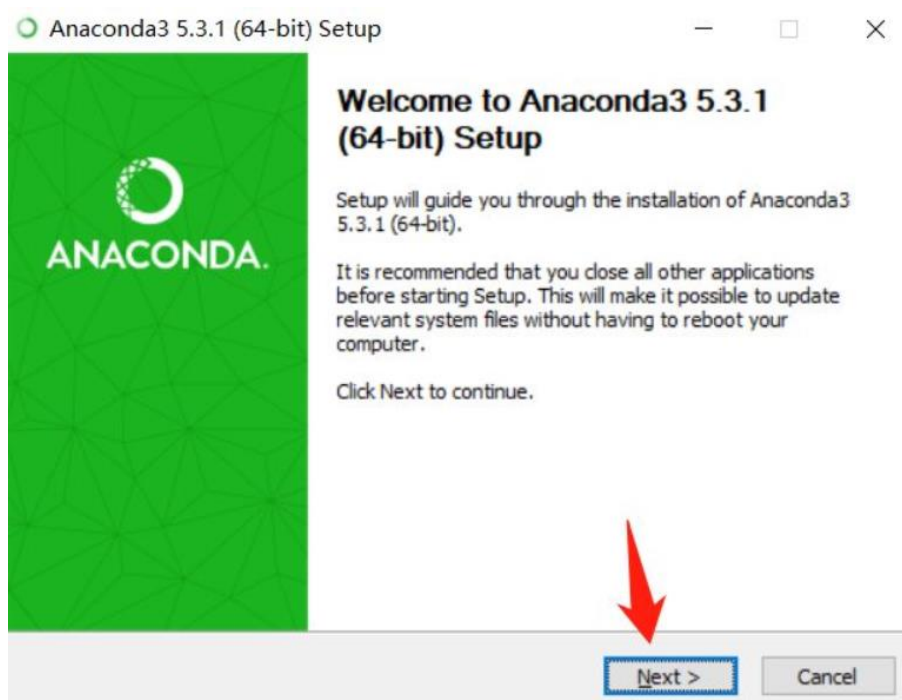 Anaconda3 5.3.1 (64-bit) Setup
Welcome to Anaconda3 5.3.1
(64-bit) Setup
ANACONDA.
Setup will guide you through the installation of Anaconda3
5.3.1 (64-bit).
It is recommended that you close all other applications
before starting Setup. This will make it possible to update
relevant system files without having to reboot your
computer.
Click Next to continue.
Next >
Cancel